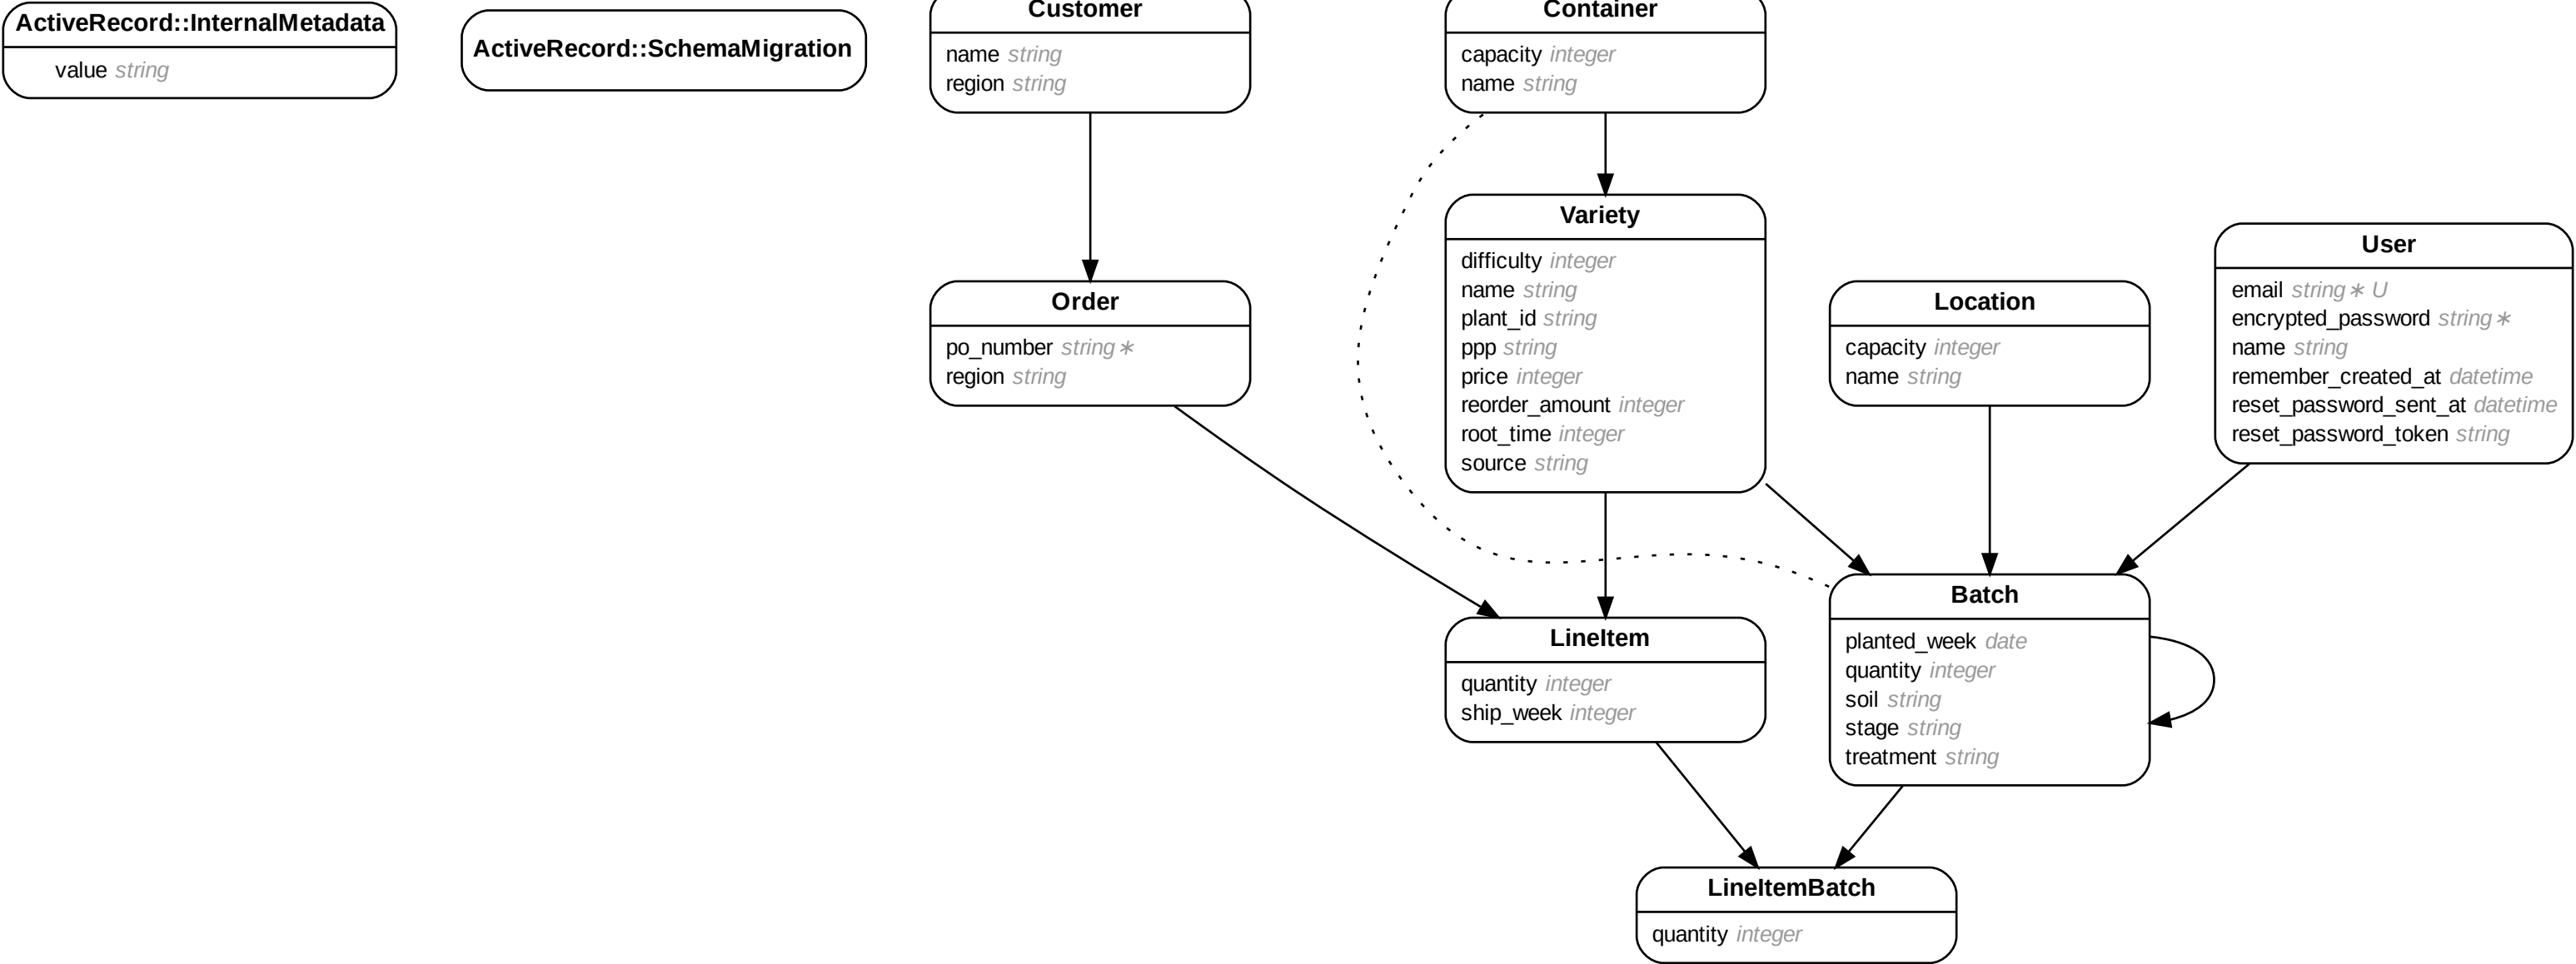 ActiveRecord::InternalMetadata
value string
ActiveRecord::SchemaMigration
Customer
name string
region string
Container
capacity integer
name string
Variety
difficulty integer
name string
plant_id string
ppp string
price integer
reorder_amount integer
root_time integer
source string
User
email string∗ U
encrypted_password string∗
name string
remember_created_at datetime
reset_password_sent_at datetime
reset_password_token string
Order
po_number string∗
region string
Location
capacity integer
name string
Batch
planted_week date
quantity integer
soil string
stage string
treatment string
LineItem
quantity integer
ship_week integer
LineItemBatch
quantity integer